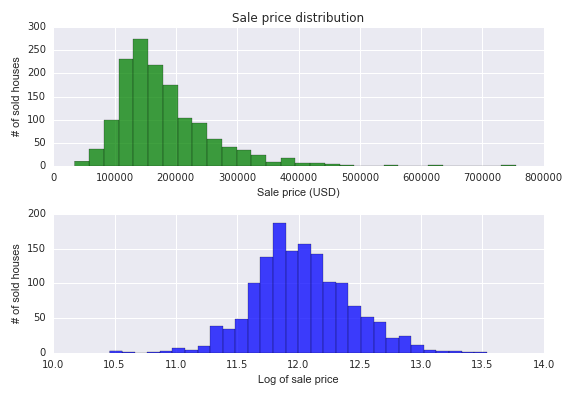 Sale price distribution
300
250
200
150
100
50
0
# of sold houses
0 100000 200000 300000 400000 500000 600000 700000 800000
Sale price (USD)
200
150
100
50
0
# of sold houses
10.0 10.5 11.0 11.5 12.0 12.5 13.0 13.5 14.0
Log of sale price